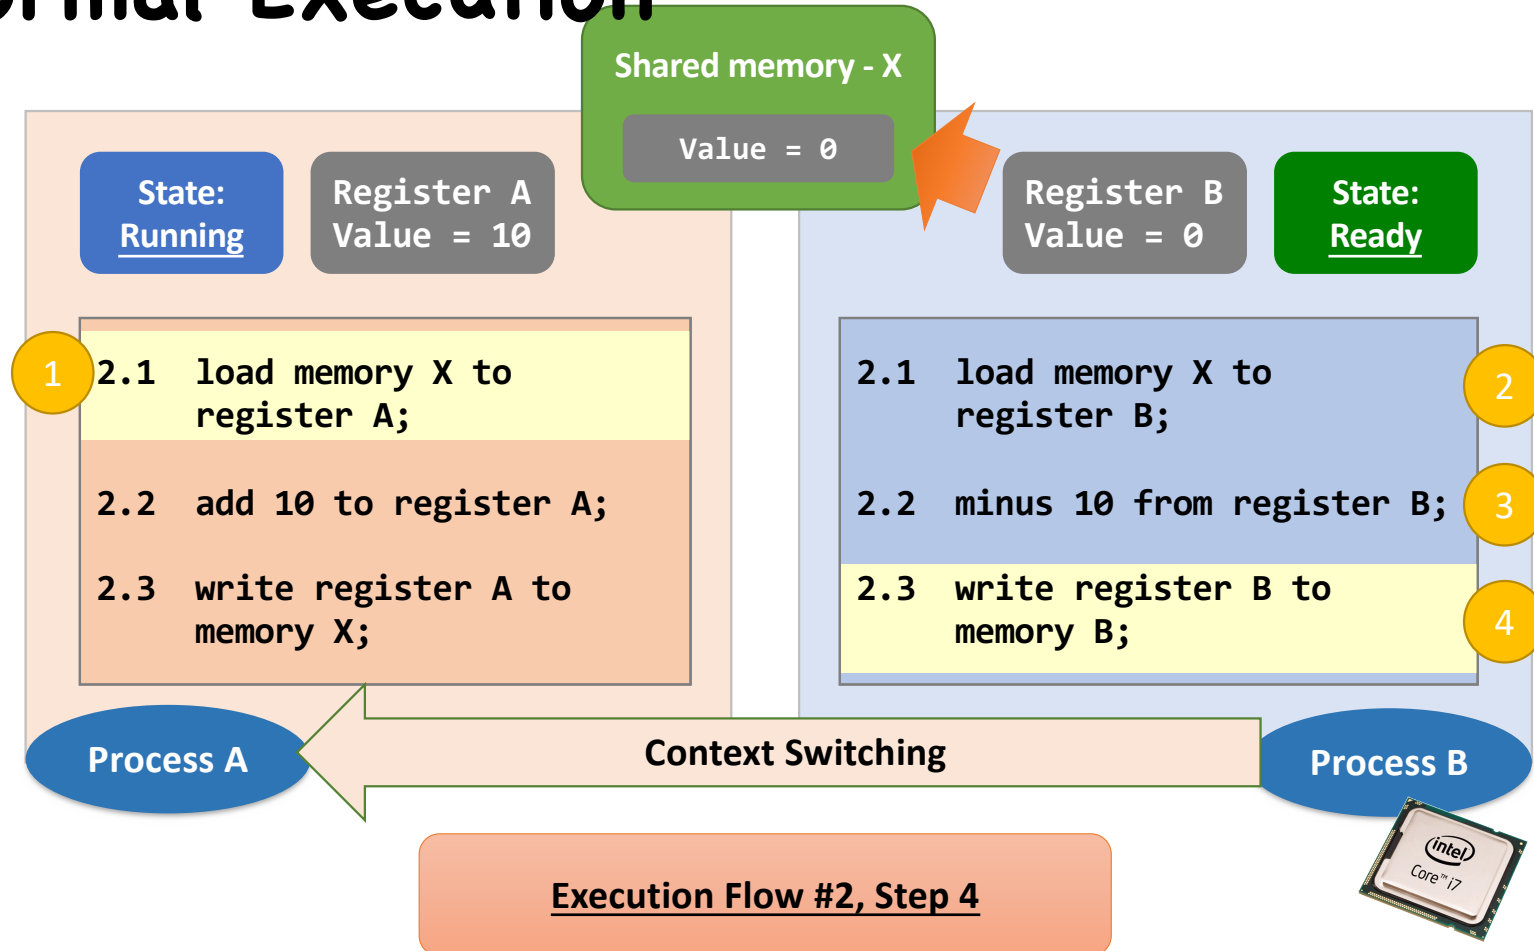 ormal Execution
Shared memory - X
Value = 0
State:
Running
Register A
Value = 10
Register B
Value = 0
State:
Ready
1
2.1 load memory X to
register A;
2.2 add 10 to register A;
2.3 write register A to
memory X;
2.1 load memory X to
register B;
2
2.2 minus 10 from register B;
3
2.3 write register B to
memory B;
4
Process A
Context Switching
Process B
Execution Flow #2, Step 4
intel
Core™ i7